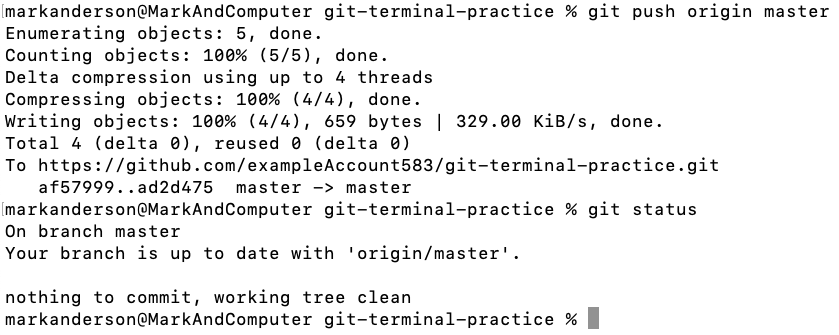 markanderson@MarkAndComputer git-terminal-practice % git push origin master
Enumerating objects: 5, done.
Counting objects: 100% (5/5), done.
Delta compression using up to 4 threads
Compressing objects: 100% (4/4), done.
Writing objects: 100% (4/4), 659 bytes | 329.00 KiB/s, done.
Total 4 (delta 0), reused 0 (delta 0)
To https://github.com/exampleAccount583/git-terminal-practice.git
   af57999..ad2d475  master -> master
markanderson@MarkAndComputer git-terminal-practice % git status
On branch master
Your branch is up to date with 'origin/master'.

nothing to commit, working tree clean
markanderson@MarkAndComputer git-terminal-practice %